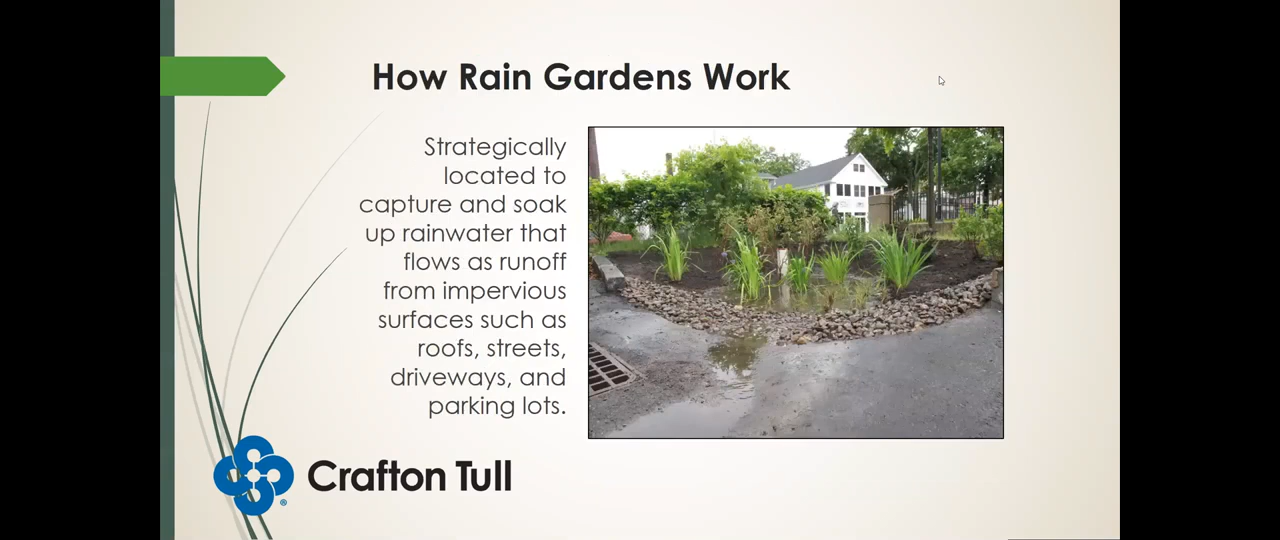 How Rain Gardens Work
Strategically
located to
capture and soak
up rainwater that
flows as runoff
from impervious
surfaces such as
roofs, streets,
driveways, and
parking lots.
Crafton Tull
®